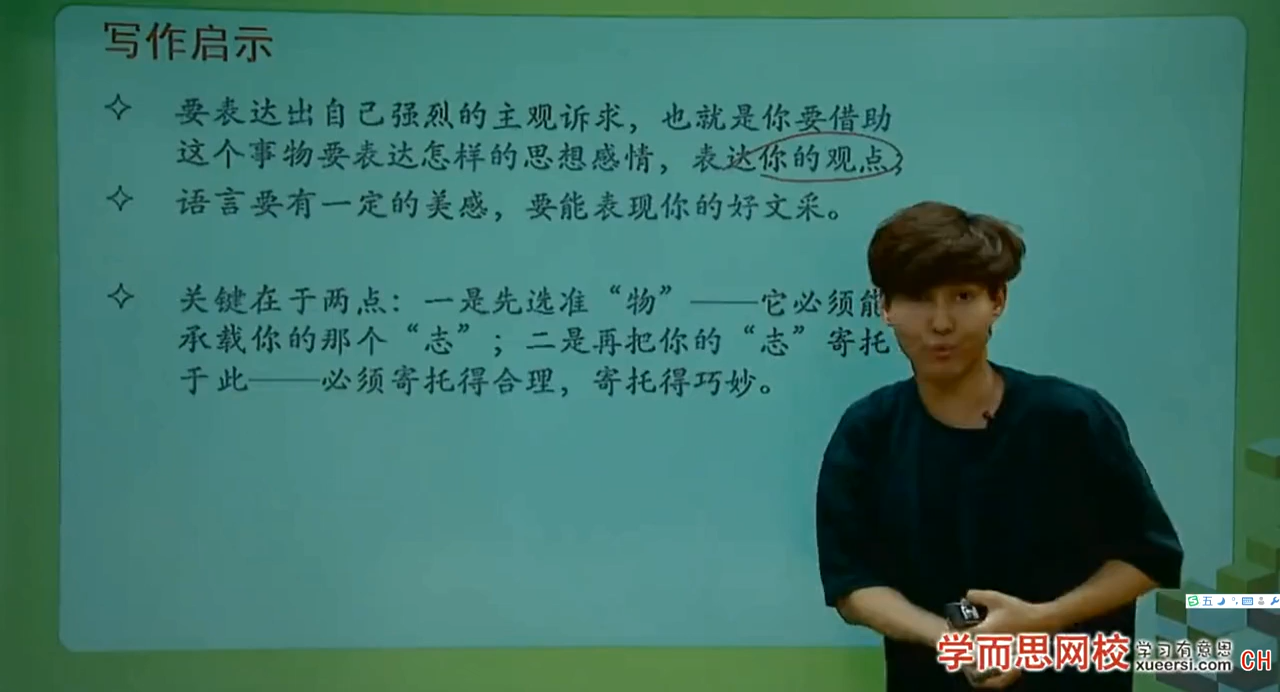 写作启示
要表达出自己强烈的主观诉求，也就是你要借助
这个事物要表达怎样的思想感情，表达你的观点；
语言要有一定的美感，要能表现你的好文采。
关键在于两点：一是先选准“物”——它必须能
承载你的那个“志”；二是再把你的“志”寄托
于此——必须寄托得合理，寄托得巧妙。
五
学而思网校 学习有意思
xueersi.com CH